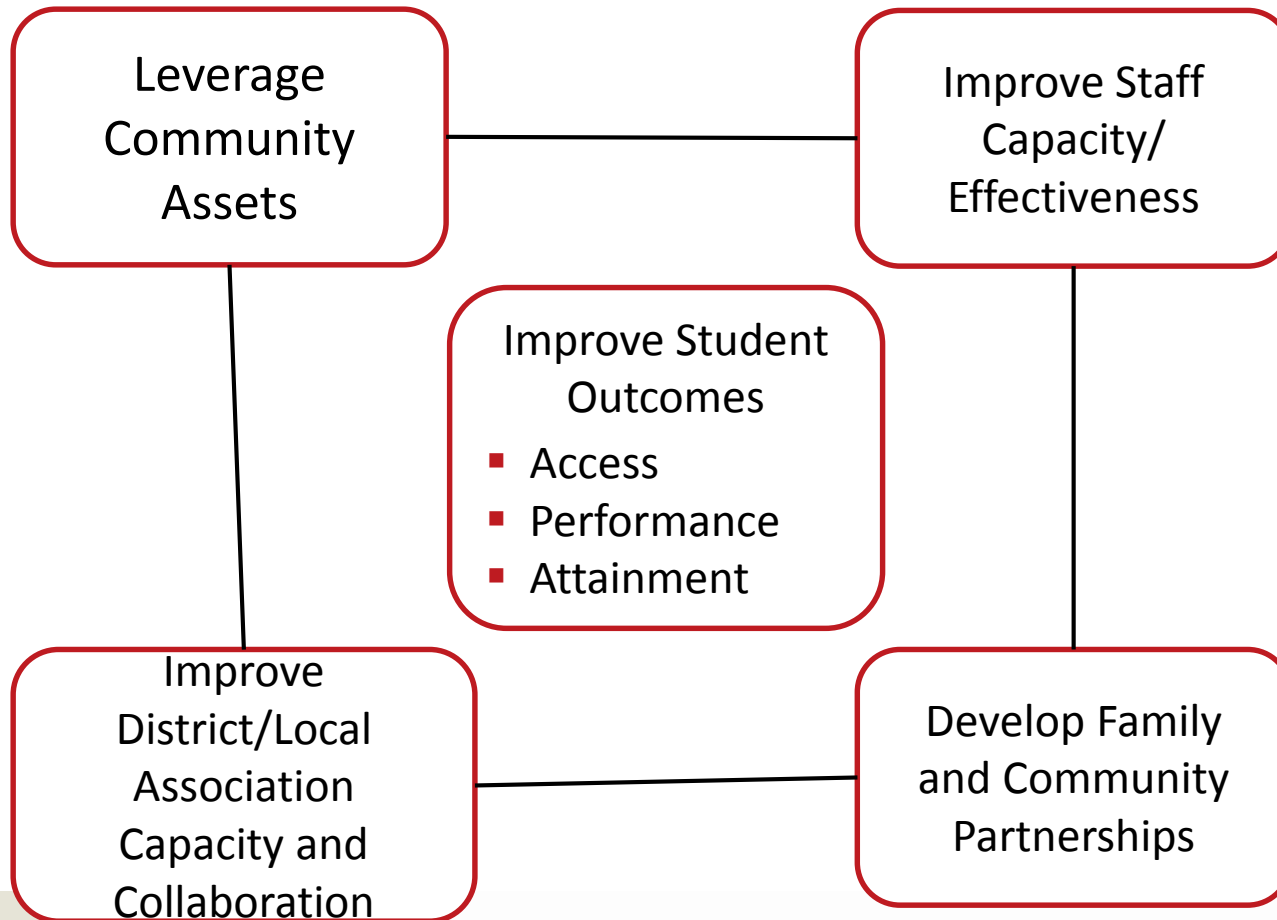 Leverage
Community
Assets
Improve Staff
Capacity/
Effectiveness
Improve Student
Outcomes
▪ Access
▪ Performance
▪ Attainment
Improve
District/Local
Association
Capacity and
Collaboration
Develop Family
and Community
Partnerships